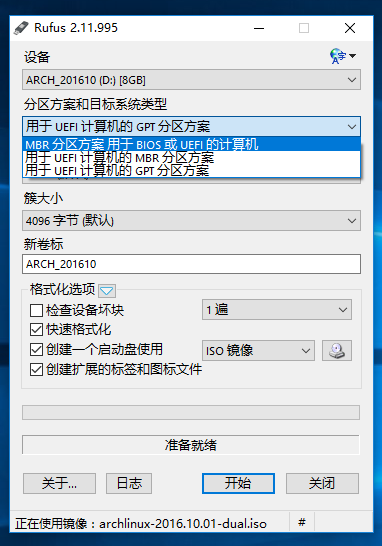 Rufus 2.11.995
设备
ARCH_201610 (D:) [8GB]
分区方案和目标系统类型
用于 UEFI 计算机的 GPT 分区方案
MBR 分区方案 用于 BIOS 或 UEFI 的计算机
用于 UEFI 计算机的 MBR 分区方案
用于 UEFI 计算机的 GPT 分区方案
簇大小
4096 字节 (默认)
新卷标
ARCH_201610
格式化选项
检查设备坏块
1 遍
快速格式化
创建一个启动盘使用
ISO 镜像
创建扩展的标签和图标文件
准备就绪
关于...
日志
开始
关闭
正在使用镜像：archlinux-2016.10.01-dual.iso
#